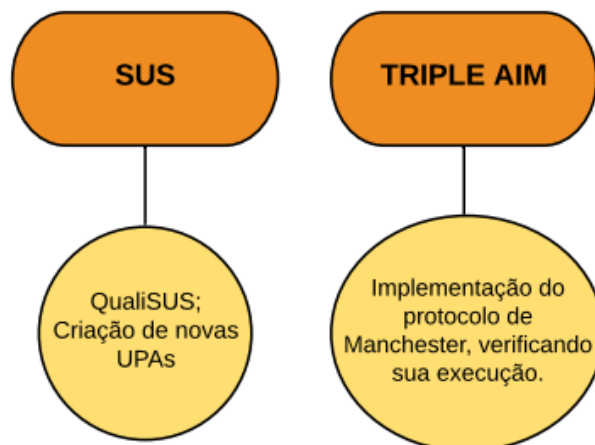 SUS
TRIPLE AIM
QualiSUS;
Criação de novas
UPAs
Implementação do
protocolo de
Manchester, verificando
sua execução.